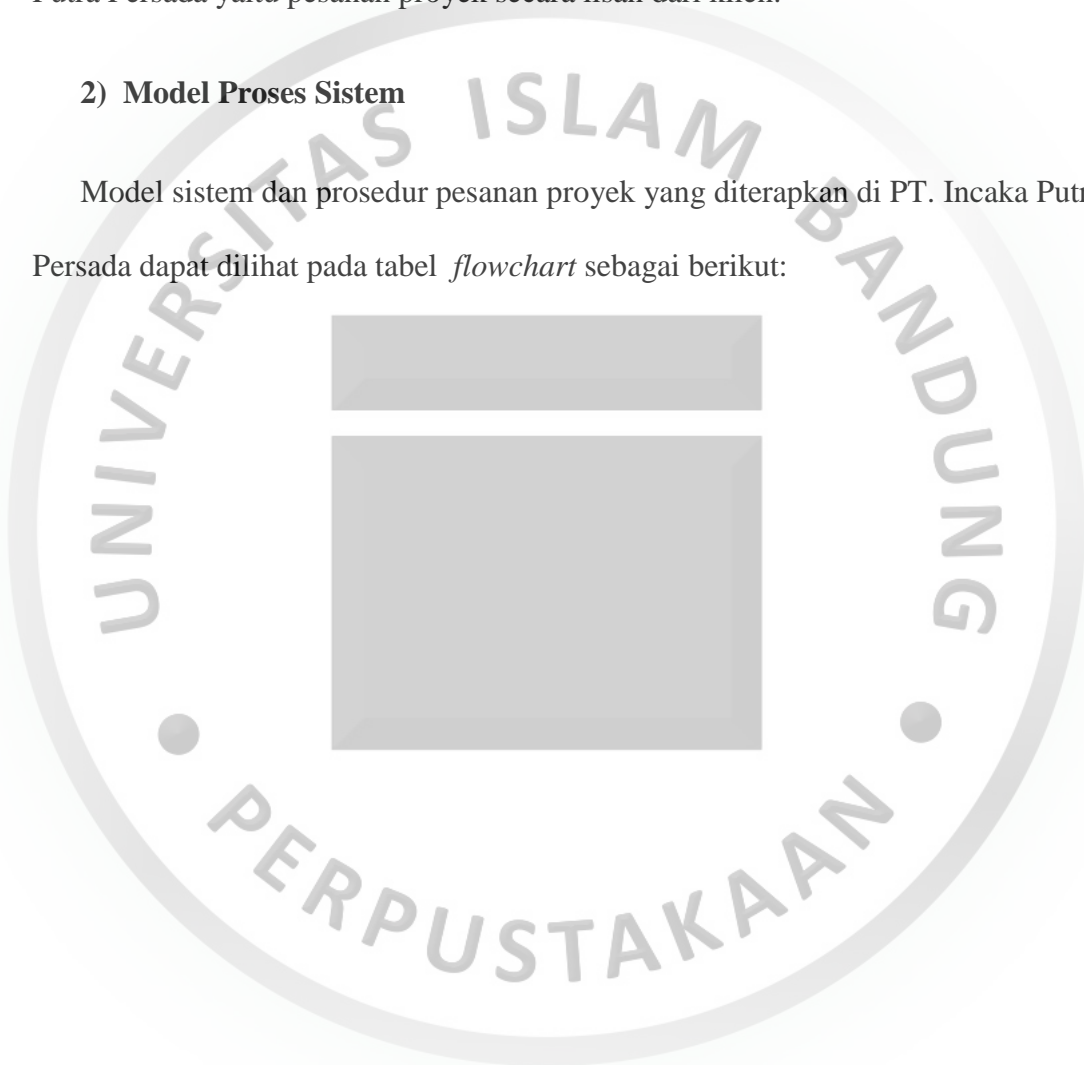 2) Model Proses Sistem
Model sistem dan prosedur pesanan proyek yang diterapkan di PT. Incaka
Persada dapat dilihat pada tabel flowchart sebagai berikut:
UNIVERSITAS ISLAM BANDUNG
PERPUSTAKAAN